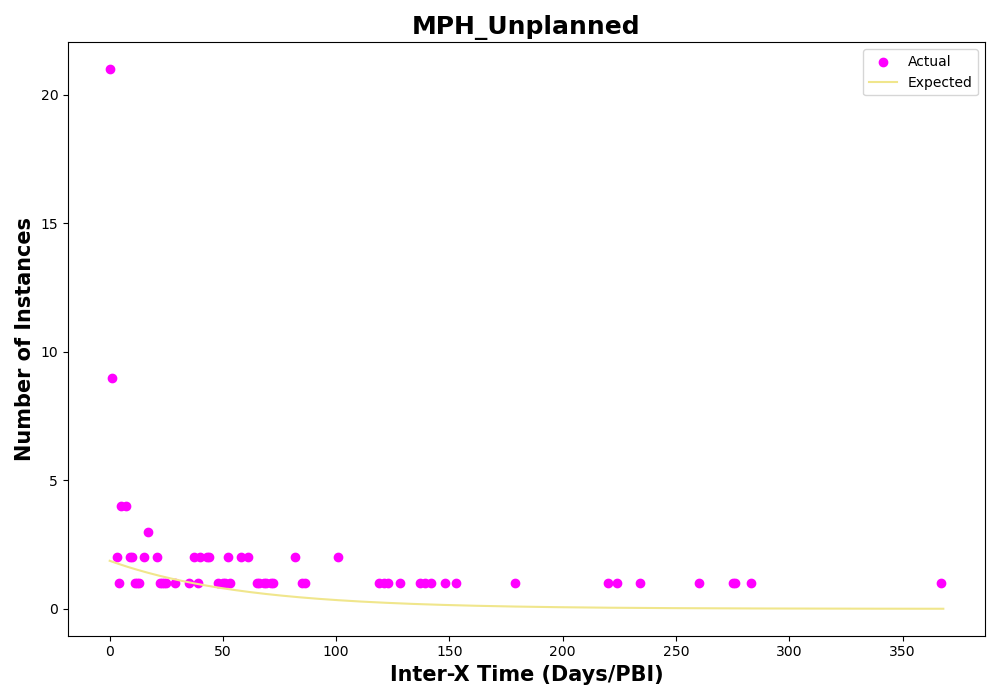 MPH_Unplanned
Actual
Expected
Number of Instances
20
15
10
5
0
0 50 100 150 200 250 300 350
Inter-X Time (Days/PBI)